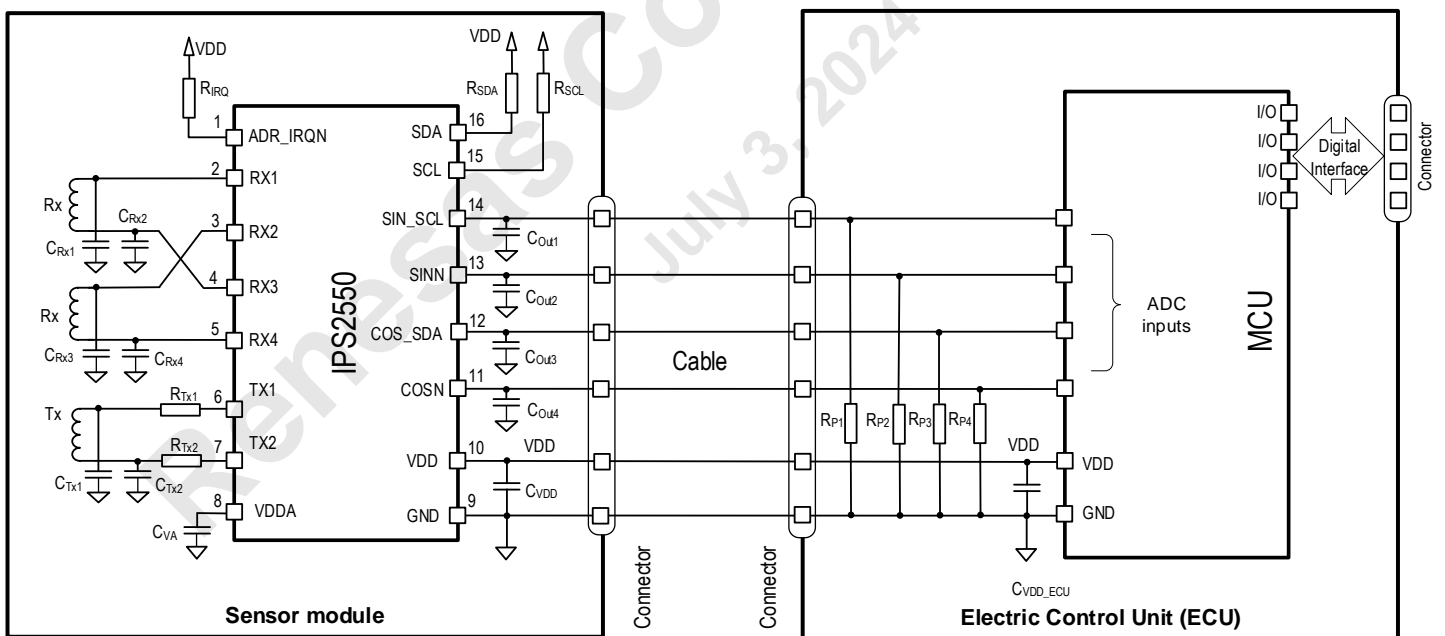 VDD
RIRQ
1
ADR_IRQN
2
RX1
Rx
CRx1
CRx2
3
RX2
4
RX3
Rx
CRx3
CRx4
5
RX4
TX1
6
RTx1
Tx
TX2
RTx2
7
CTx1
CTx2
8
VDDA
CVA
IPS2550
VDD
RSDA
RSCL
16
SDA
15
SCL
14
SIN_SCL
COut1
13
SINN
COut2
12
COS_SDA
COut3
11
COSN
COut4
10
VDD
VDD
CVDD
9
GND
Sensor module
Connector
Cable
Connector
RP1
RP2
RP3
RP4
VDD
CVDD_ECU
ADC
inputs
VDD
GND
MCU
I/O
I/O
I/O
I/O
Digital
Interface
Connector
Electric Control Unit (ECU)
Renesas Co
July 3, 2024